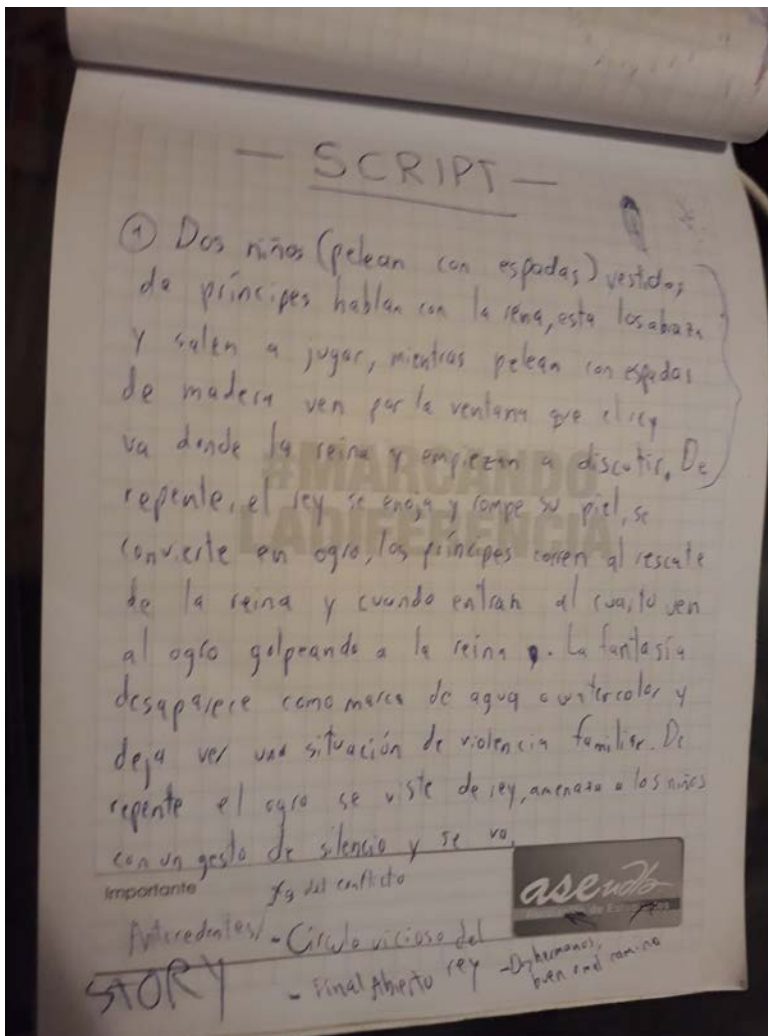 — SCRIPT —
① Dos niños (pelean con espadas) vestidos
de príncipes hablan con la reina, esta los abraza
y salen a jugar, mientras pelean con espadas
de madera ven por la ventana que el rey
va donde la reina y empiezan a discutir. De
repente, el rey se enoja y rompe su piel, se
convierte en ogro, los príncipes corren al rescate
de la reina y cuando entran al cuarto ven
al ogro golpeando a la reina. La fantasía
desaparece como marca de agua o watercolor y
deja ver una situación de violencia familiar. De
repente el ogro se viste de rey, amenaza a los niños
con un gesto de silencio y se va.
#MARCANDO
LADIFERENCIA
Importante
del conflicto
aseudb
Antecedentes/ - Círculo vicioso del
rey
STORY
- Final Abierto
- Dos hermanos,
buen o mal camino